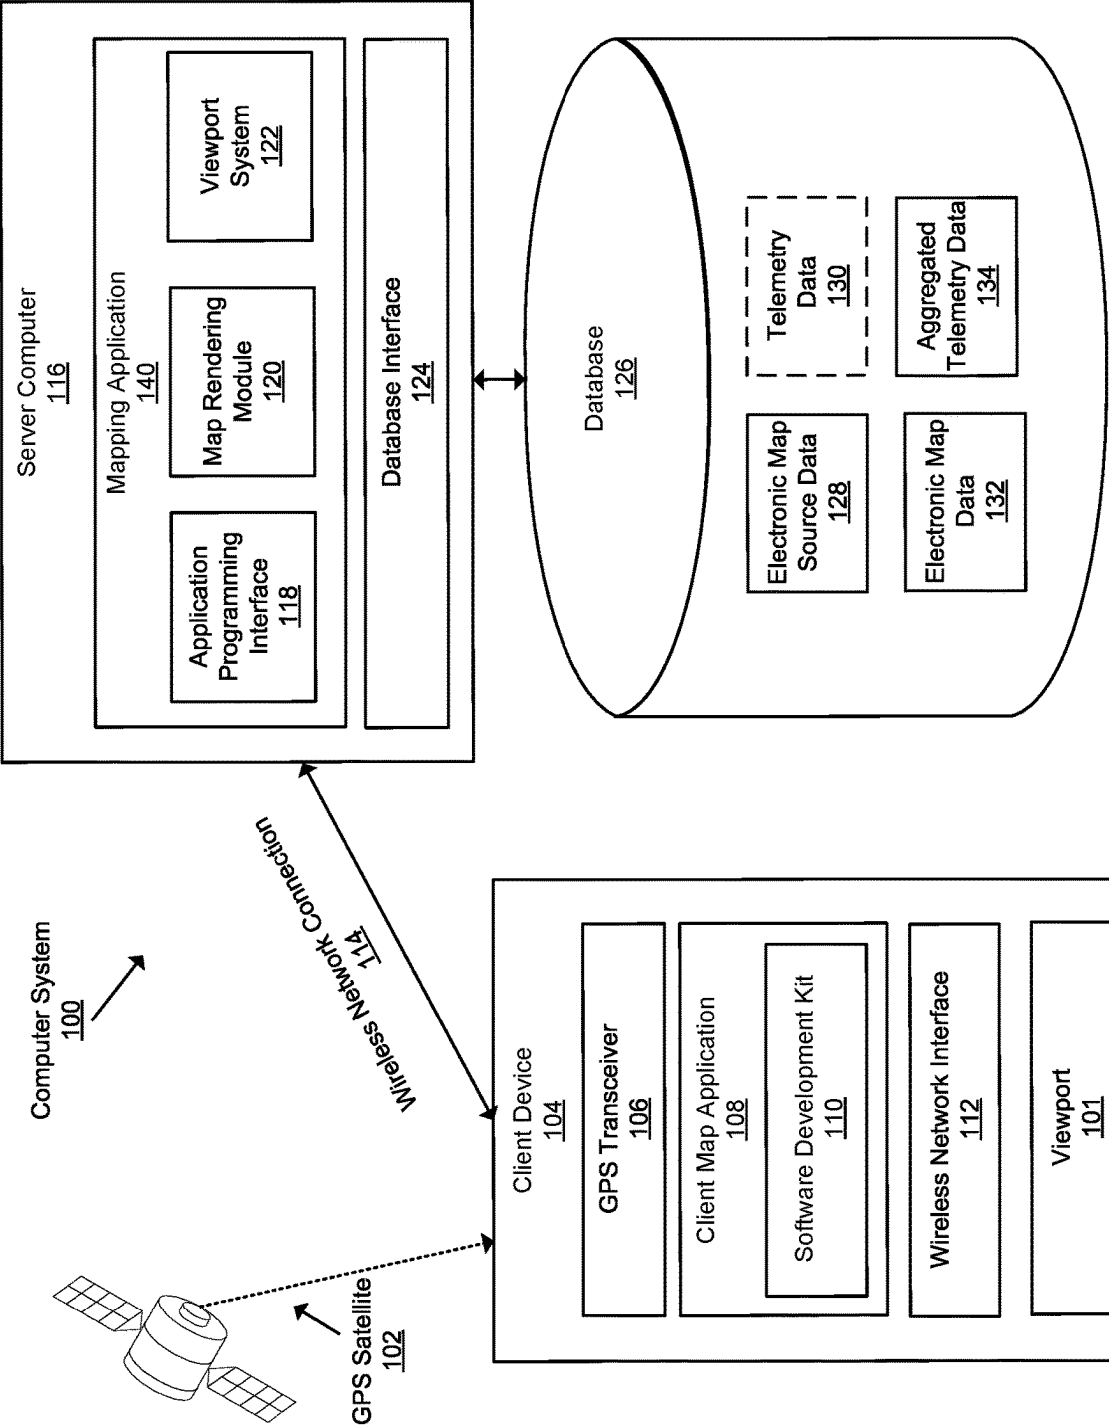 Computer System
100
GPS Satellite
102
Client Device
104
GPS Transceiver
106
Client Map Application
108
Software Development Kit
110
Wireless Network Interface
112
Viewport
101
Wireless Network Connection
114
Server Computer
116
Mapping Application
140
Application
Programming
Interface
118
Map Rendering
Module
120
Viewport
System
122
Database Interface
124
Database
126
Electronic Map
Source Data
128
Telemetry
Data
130
Electronic Map
Data
132
Aggregated
Telemetry Data
134